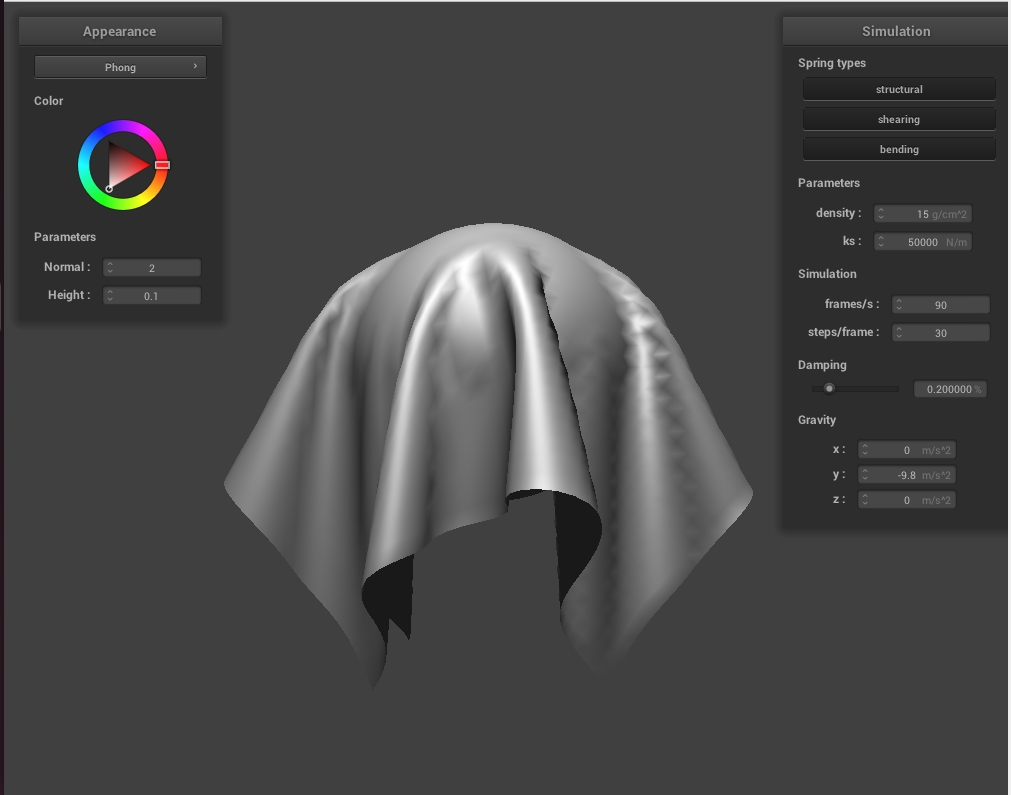 Appearance
Phong
Color
Parameters
Normal : 2
Height : 0.1
Simulation
Spring types
structural
shearing
bending
Parameters
density : 15 g/cm^2
ks : 50000 N/m
Simulation
frames/s : 90
steps/frame : 30
Damping
0.200000 %
Gravity
x : 0 m/s^2
y : -9.8 m/s^2
z : 0 m/s^2